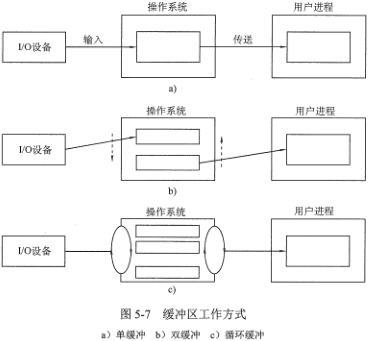 操作系统
用户进程
I/O设备
输入
传送
a)
操作系统
用户进程
I/O设备
b)
操作系统
用户进程
I/O设备
c)
图 5-7 缓冲区工作方式
a）单缓冲 b）双缓冲 c）循环缓冲